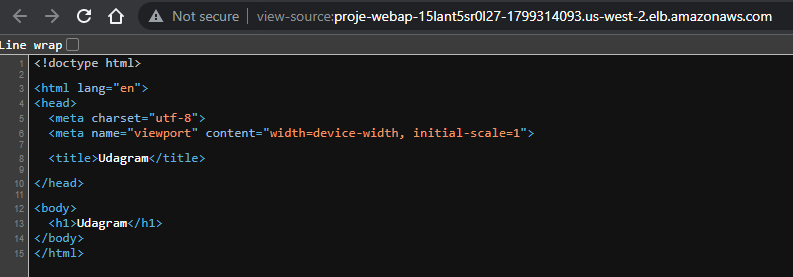 Not secure | view-source:proje-webap-15lant5sr0l27-1799314093.us-west-2.elb.amazonaws.com
Line wrap
1 <!doctype html>
2
3 <html lang="en">
4 <head>
5 <meta charset="utf-8">
6 <meta name="viewport" content="width=device-width, initial-scale=1">
7
8 <title>Udagram</title>
9
10 </head>
11
12 <body>
13 <h1>Udagram</h1>
14 </body>
15 </html>